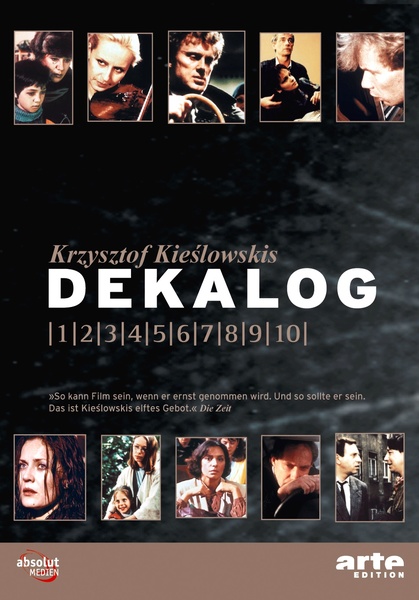 Krzysztof Kieślowskis
DEKALOG
|1|2|3|4|5|6|7|8|9|10|
»So kann Film sein, wenn er ernst genommen wird. Und so sollte er sein.
Das ist Kieślowskis elftes Gebot.« Die Zeit
absolut
MEDIEN
arte
EDITION